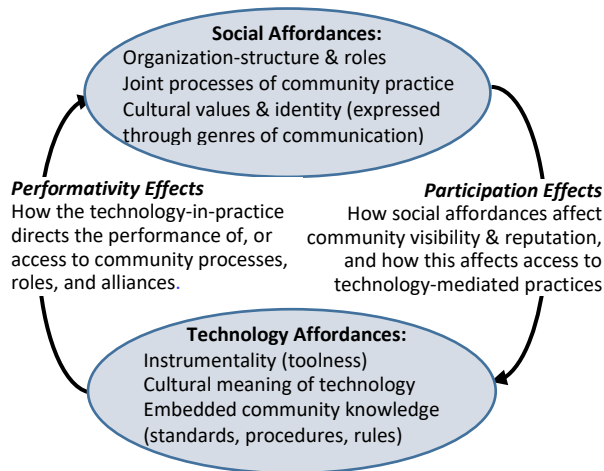 Social Affordances:
Organization-structure & roles
Joint processes of community practice
Cultural values & identity (expressed
through genres of communication)
Performativity Effects
How the technology-in-practice
directs the performance of, or
access to community processes,
roles, and alliances.
Participation Effects
How social affordances affect
community visibility & reputation,
and how this affects access to
technology-mediated practices
Technology Affordances:
Instrumentality (toolness)
Cultural meaning of technology
Embedded community knowledge
(standards, procedures, rules)